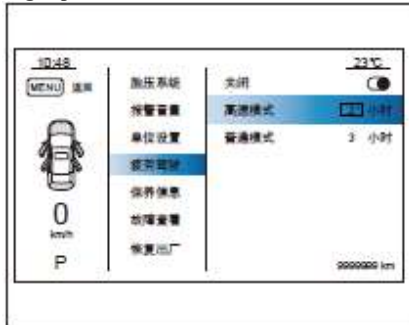 10:48
23℃
MENU 返回
胎压系统
报警音量
单位设置
疲劳驾驶
保养信息
故障查看
恢复出厂
关闭
高速模式 小时
普通模式 3 小时
0
km/h
P
9999999 km